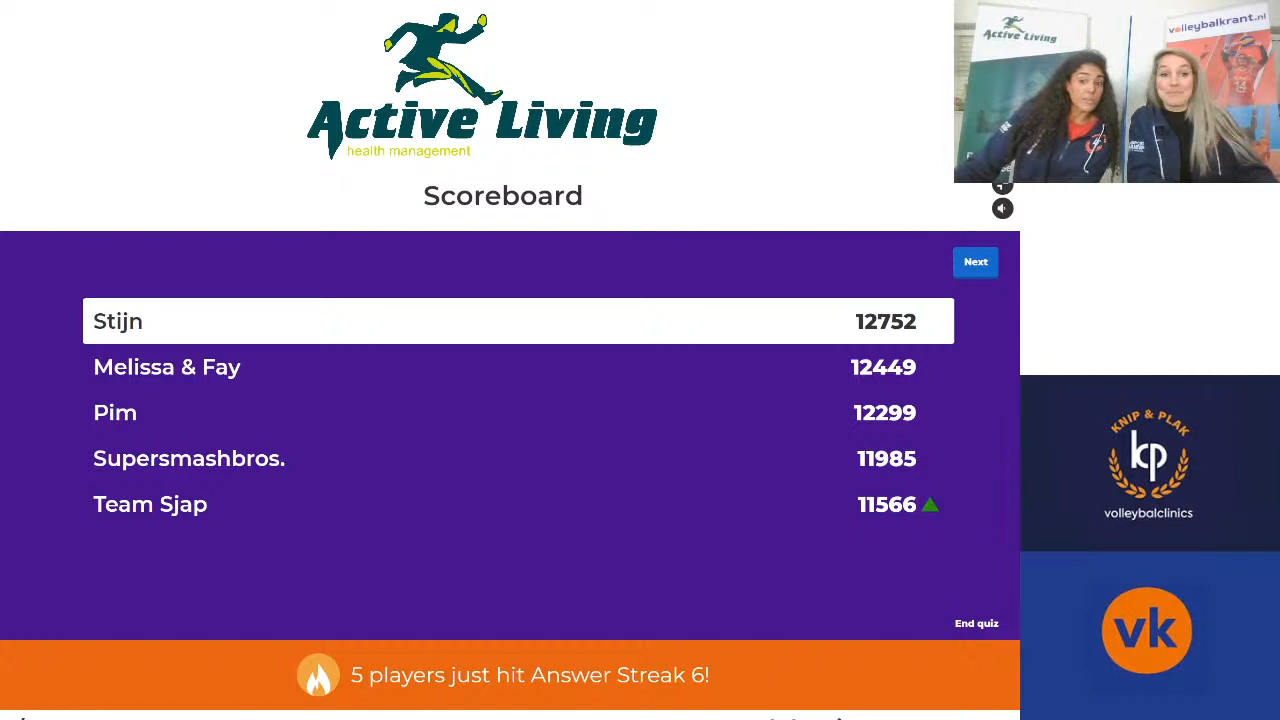 Active Living
health management
Scoreboard
Active Living
volleybalkrant.nl
14
Next
Stijn 12752
Melissa & Fay 12449
Pim 12299
Supersmashbros. 11985
Team Sjap 11566
End quiz
5 players just hit Answer Streak 6!
KNIP & PLAK
kp
volleybalclinics
vk